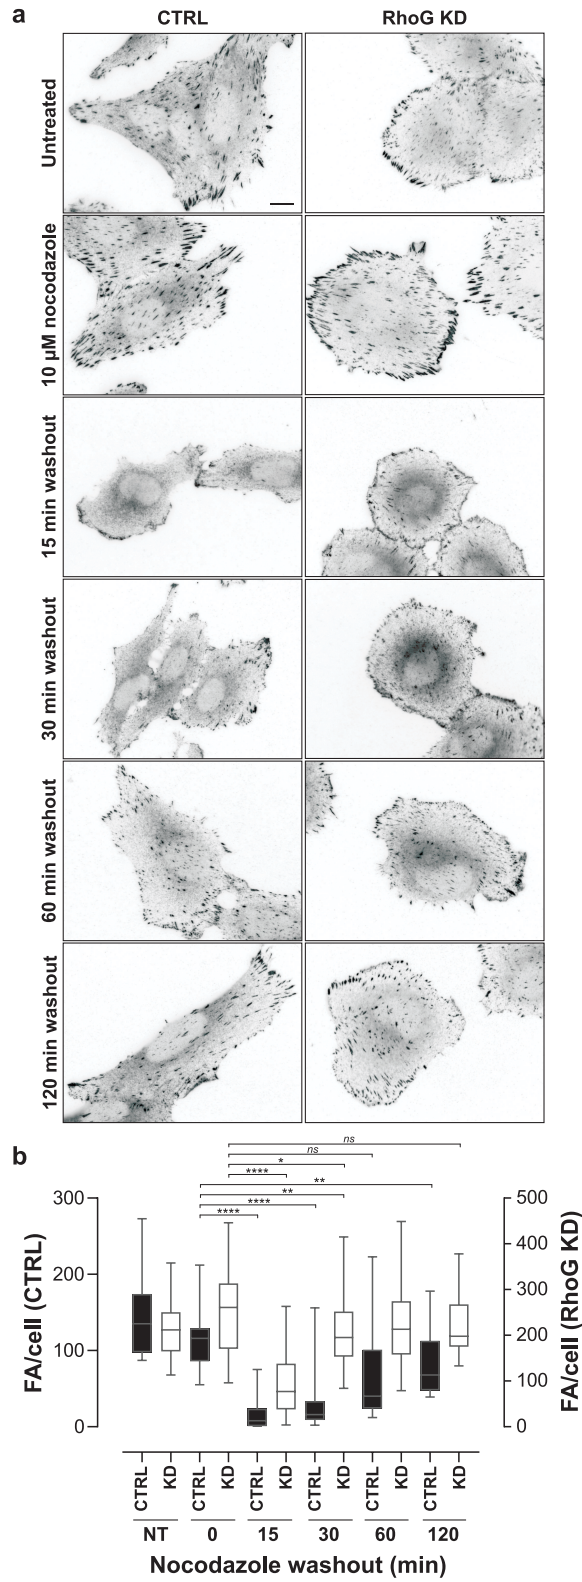 a
CTRL RhoG KD
Untreated
10 µM nocodazole
15 min washout
30 min washout
60 min washout
120 min washout
b
ns
ns
*
****
**
**
****
****
300 500
400
200 300
200
100
100
0 0
FA/cell (CTRL)
FA/cell (RhoG KD)
CTRL KD CTRL KD CTRL KD CTRL KD CTRL KD CTRL KD
NT 0 15 30 60 120
Nocodazole washout (min)